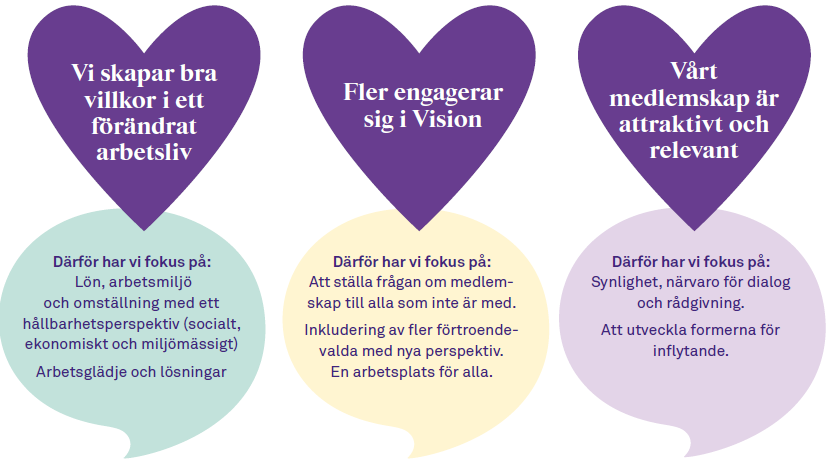 Vi skapar bra
villkor i ett
förändrat
arbetsliv
Därför har vi fokus på:
Lön, arbetsmiljö
och omställning med ett
hållbarhetsperspektiv (socialt,
ekonomiskt och miljömässigt)
Arbetsglädje och lösningar
Fler engagerar
sig i Vision
Därför har vi fokus på:
Att ställa frågan om medlem-
skap till alla som inte är med.
Inkludering av fler förtroende-
valda med nya perspektiv.
En arbetsplats för alla.
Vårt
medlemskap är
attraktivt och
relevant
Därför har vi fokus på:
Synlighet, närvaro för dialog
och rådgivning.
Att utveckla formerna för
inflytande.